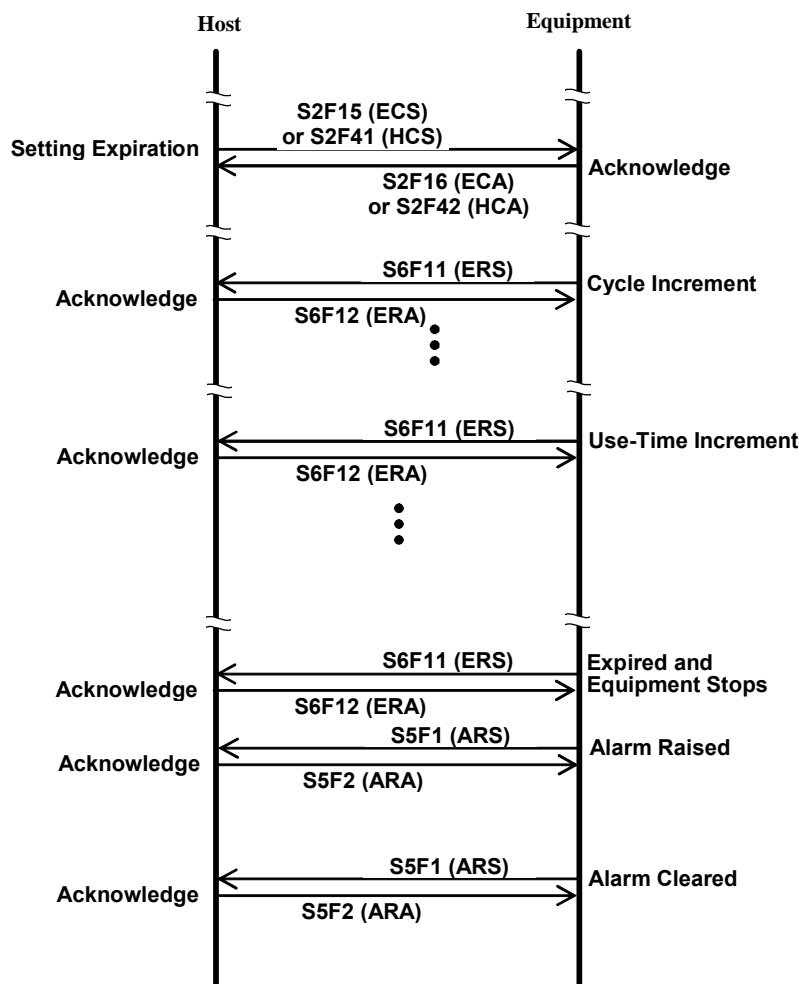 Host
Equipment
S2F15 (ECS)
or S2F41 (HCS)
Setting Expiration
S2F16 (ECA)
or S2F42 (HCA)
Acknowledge
S6F11 (ERS)
Cycle Increment
Acknowledge
S6F12 (ERA)
S6F11 (ERS)
Use-Time Increment
Acknowledge
S6F12 (ERA)
S6F11 (ERS)
Expired and
Equipment Stops
Acknowledge
S6F12 (ERA)
S5F1 (ARS)
Alarm Raised
Acknowledge
S5F2 (ARA)
S5F1 (ARS)
Alarm Cleared
Acknowledge
S5F2 (ARA)